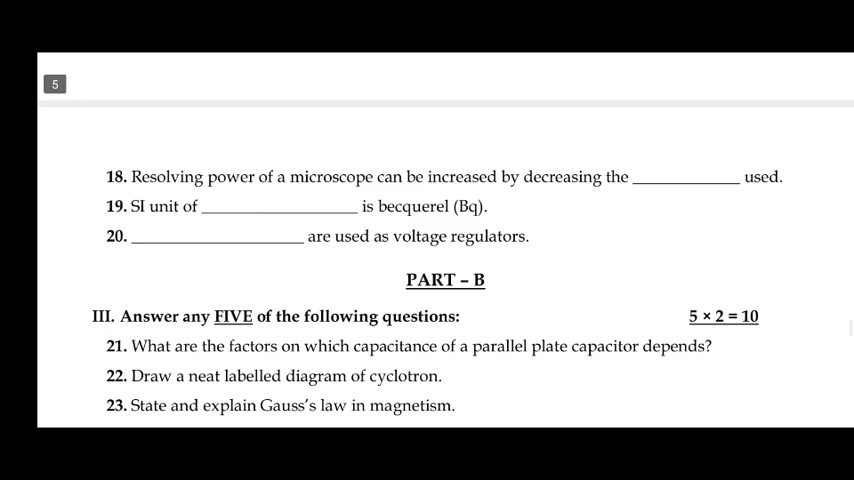 5
18. Resolving power of a microscope can be increased by decreasing the _____________ used.
19. SI unit of ___________________ is becquerel (Bq).
20. _____________________ are used as voltage regulators.
PART – B
III. Answer any FIVE of the following questions: 5 × 2 = 10
21. What are the factors on which capacitance of a parallel plate capacitor depends?
22. Draw a neat labelled diagram of cyclotron.
23. State and explain Gauss’s law in magnetism.